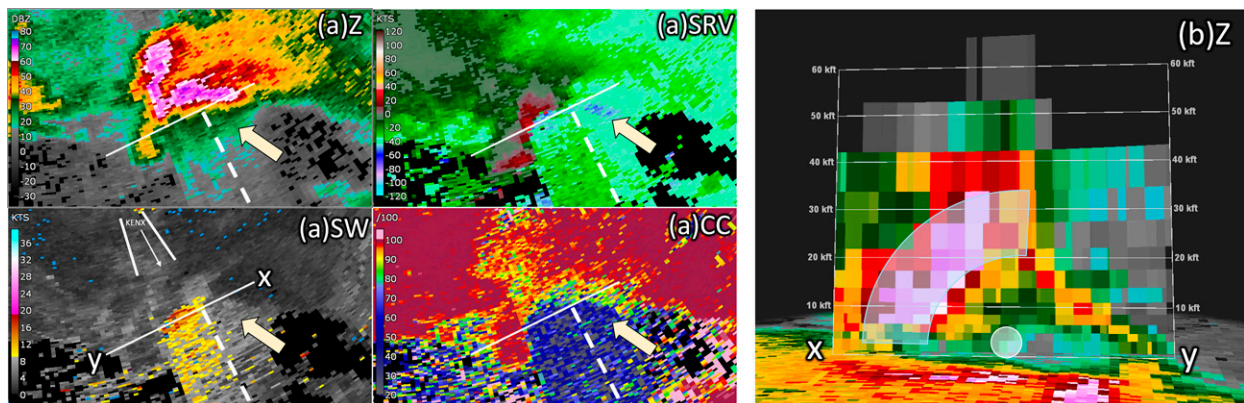 DBZ
80
70
60
50
40
30
20
10
0
-10
-20
-30
(a)Z
KTS
120
100
80
60
40
20
0
-20
-40
-60
-80
-100
-120
(a)SRV
KTS
36
32
28
24
20
16
12
8
4
0
KENX
(a)SW
x
y
/100
100
90
80
70
60
50
40
30
20
(a)CC
(b)Z
60 kft
50 kft
40 kft
30 kft
20 kft
10 kft
60 kft
50 kft
40 kft
30 kft
20 kft
10 kft
x
y